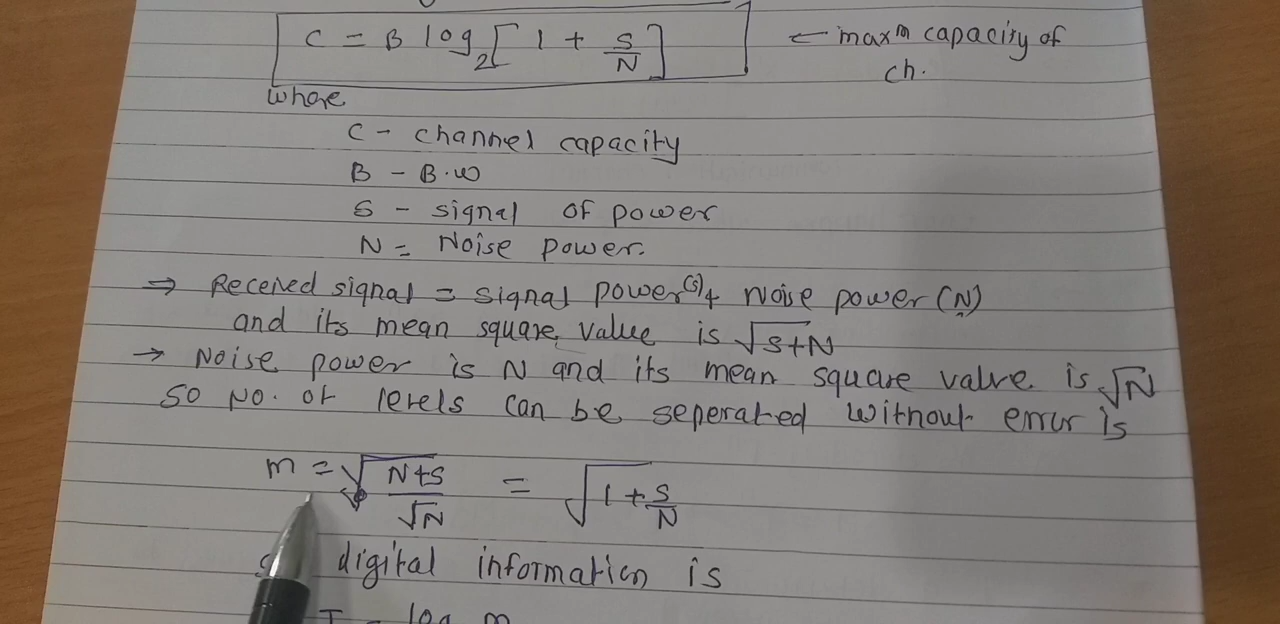 C = B log₂[1 + S/N] ← maxᵐ capacity of
ch.
where
C - channel capacity
B - B.W
S - signal of power
N = Noise power.
⇒ Received signal = signal power(S) + Noise power (N)
and its mean square value is √S+N
→ Noise power is N and its mean square valve is √N
so No. of levels can be seperated without error is
m = √N+S/√N = √1+S/N
digital information is
I = log m